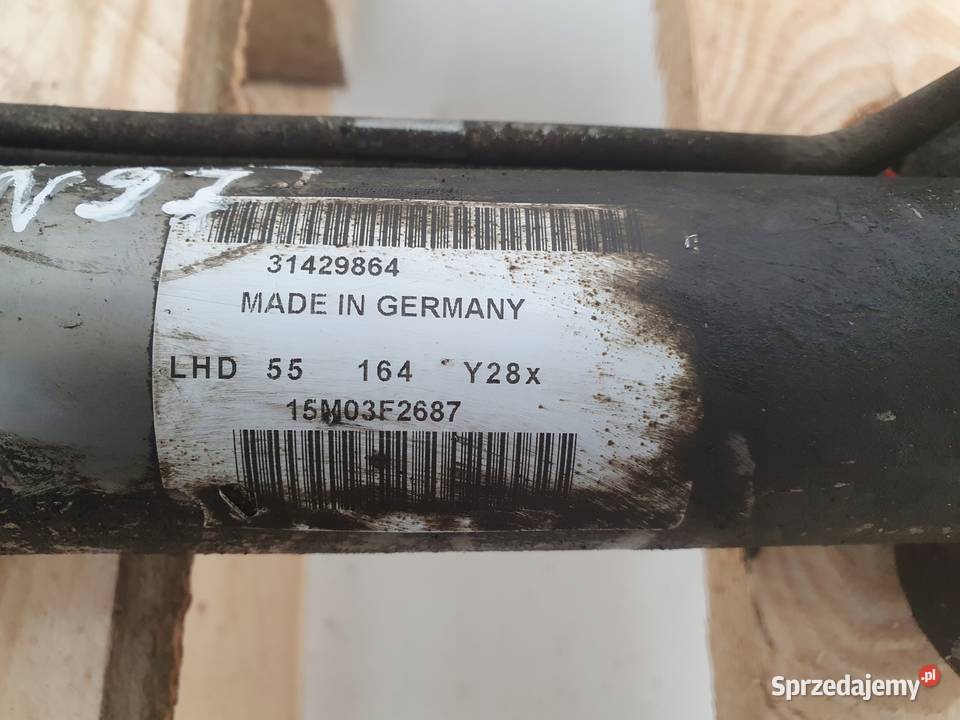 31429864
MADE IN GERMANY
LHD 55 164 Y28x
15M03F2687
Sprzedajemy.pl